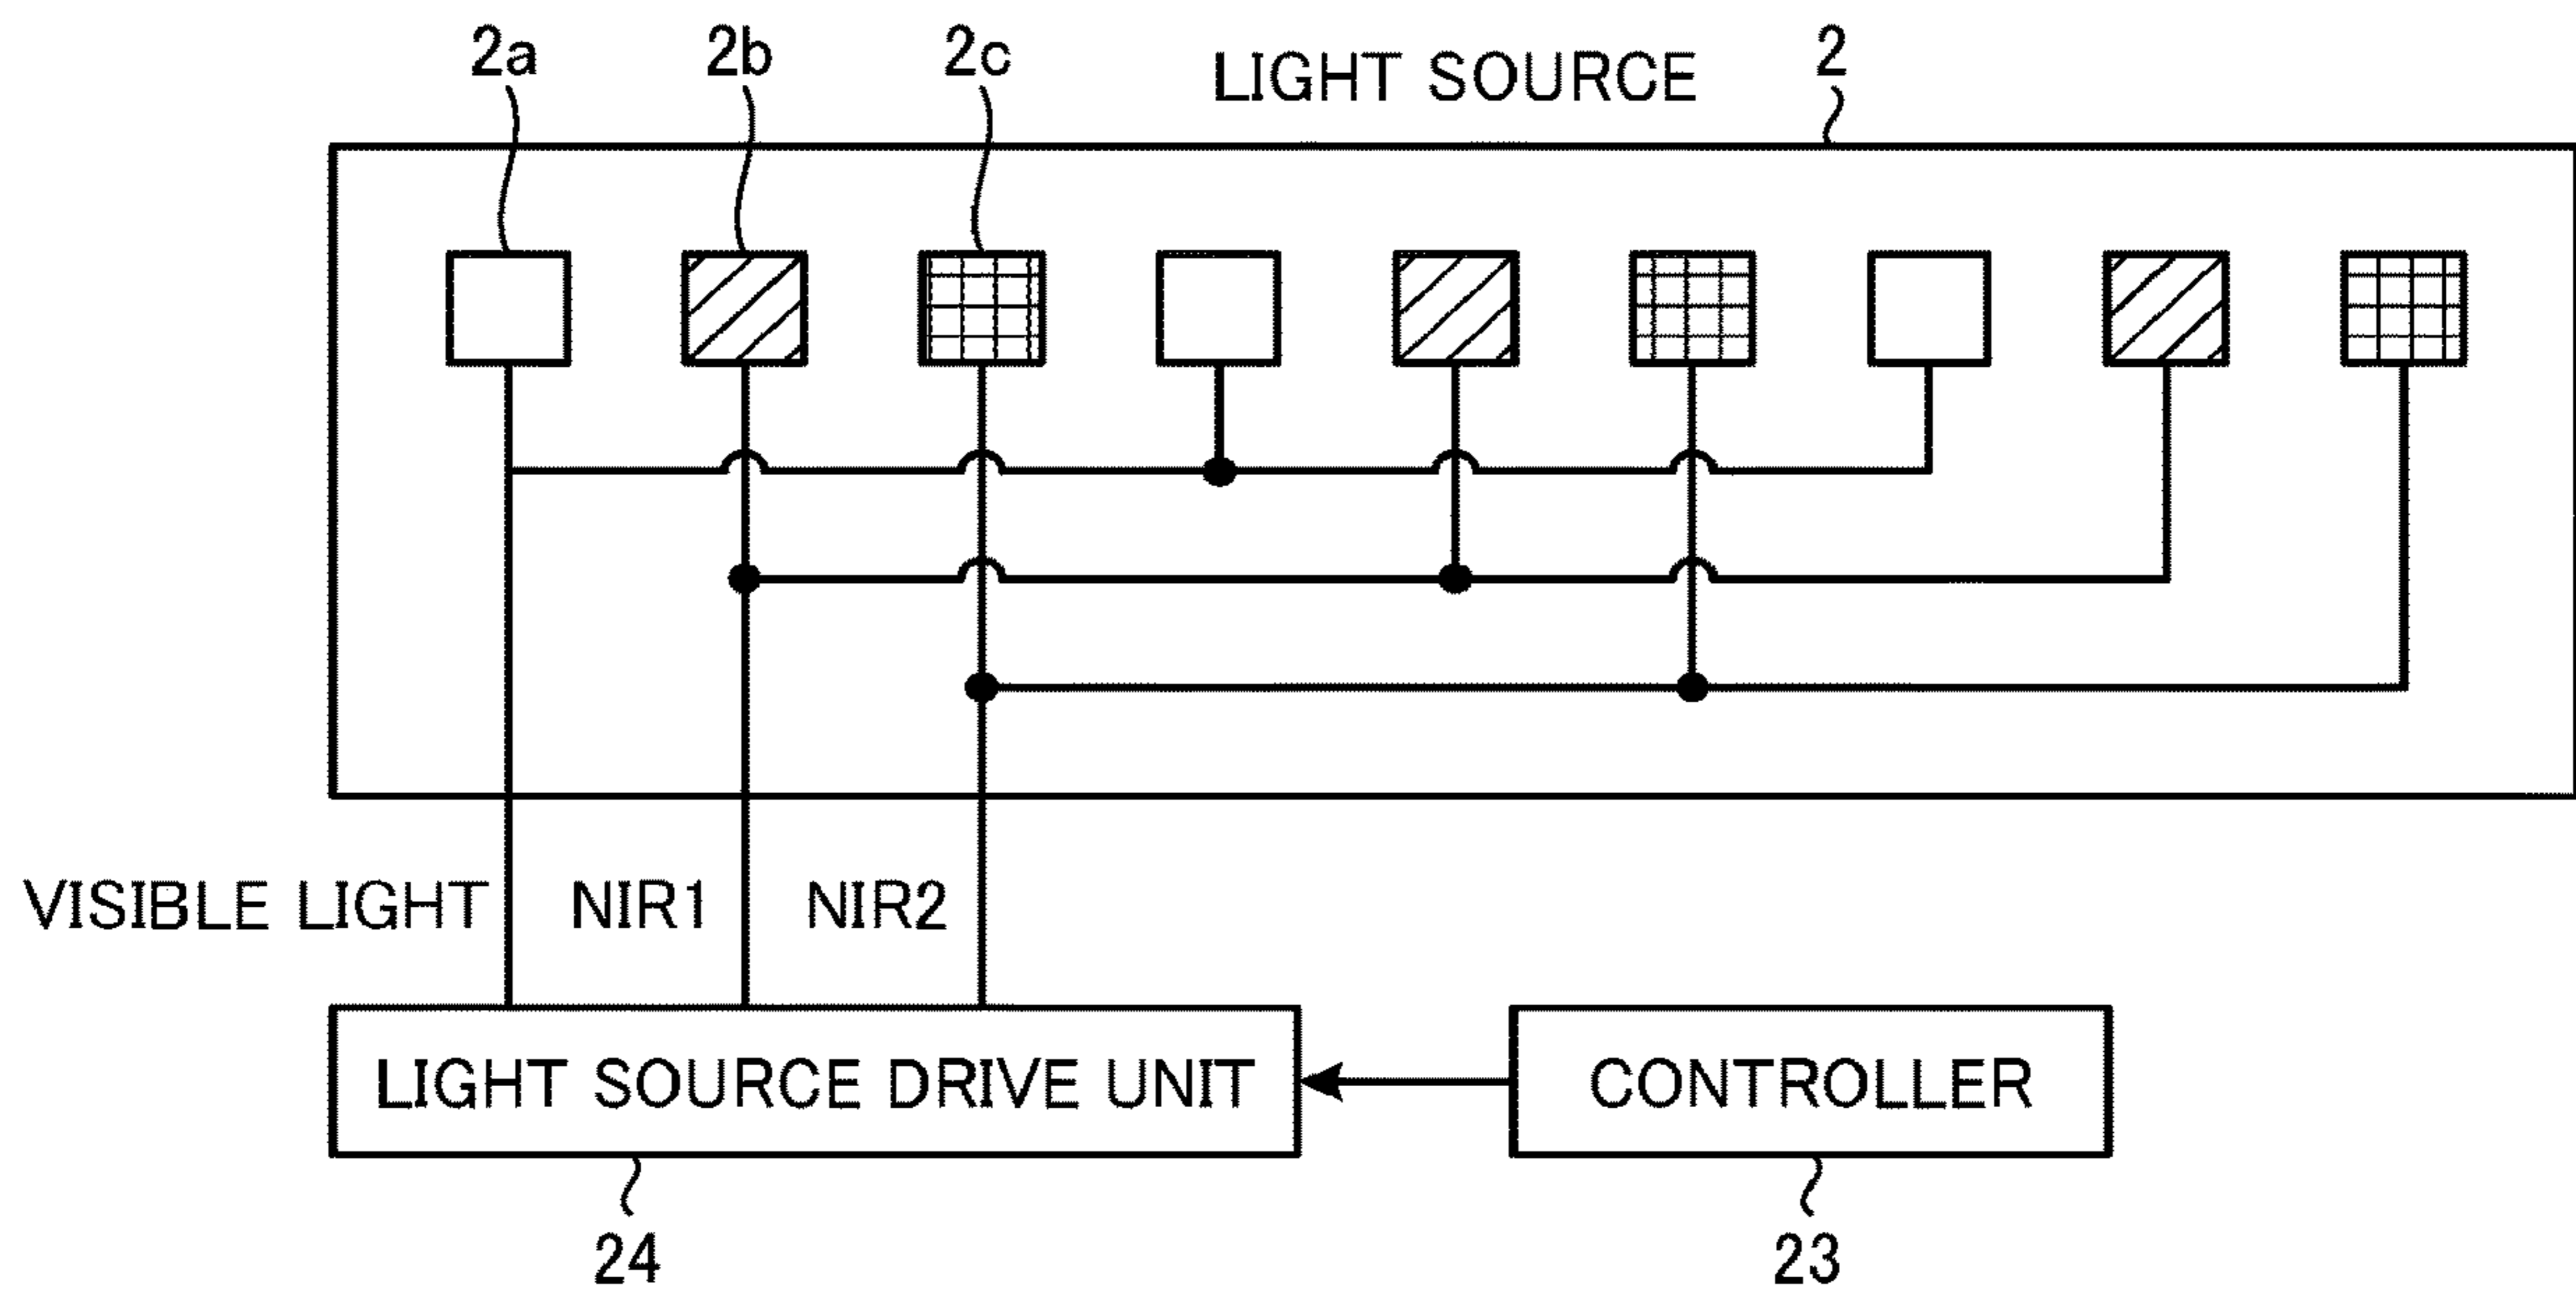 2a 2b 2c LIGHT SOURCE 2
VISIBLE LIGHT NIR1 NIR2
LIGHT SOURCE DRIVE UNIT CONTROLLER
24 23